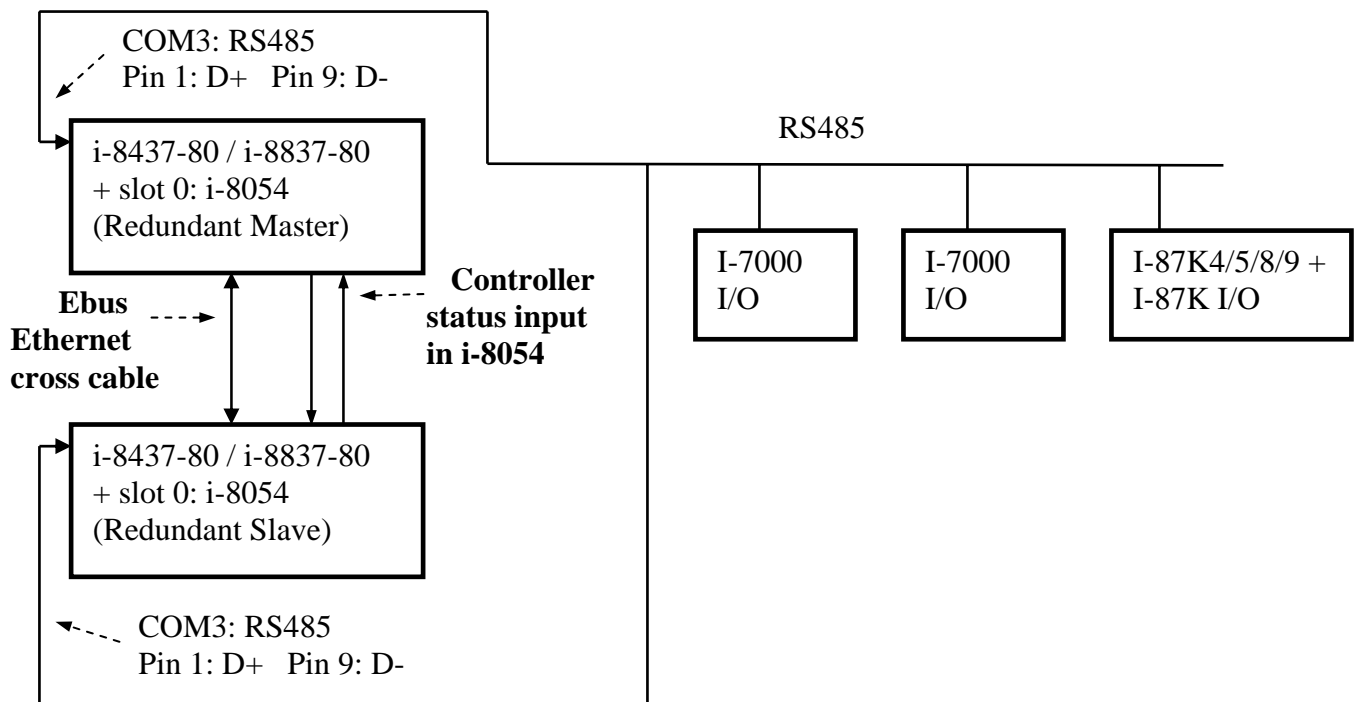 COM3: RS485
Pin 1: D+   Pin 9: D-
RS485
i-8437-80 / i-8837-80
+ slot 0: i-8054
(Redundant Master)
I-7000
I/O
I-7000
I/O
I-87K4/5/8/9 +
I-87K I/O
Ebus
Ethernet
cross cable
Controller
status input
in i-8054
i-8437-80 / i-8837-80
+ slot 0: i-8054
(Redundant Slave)
COM3: RS485
Pin 1: D+   Pin 9: D-